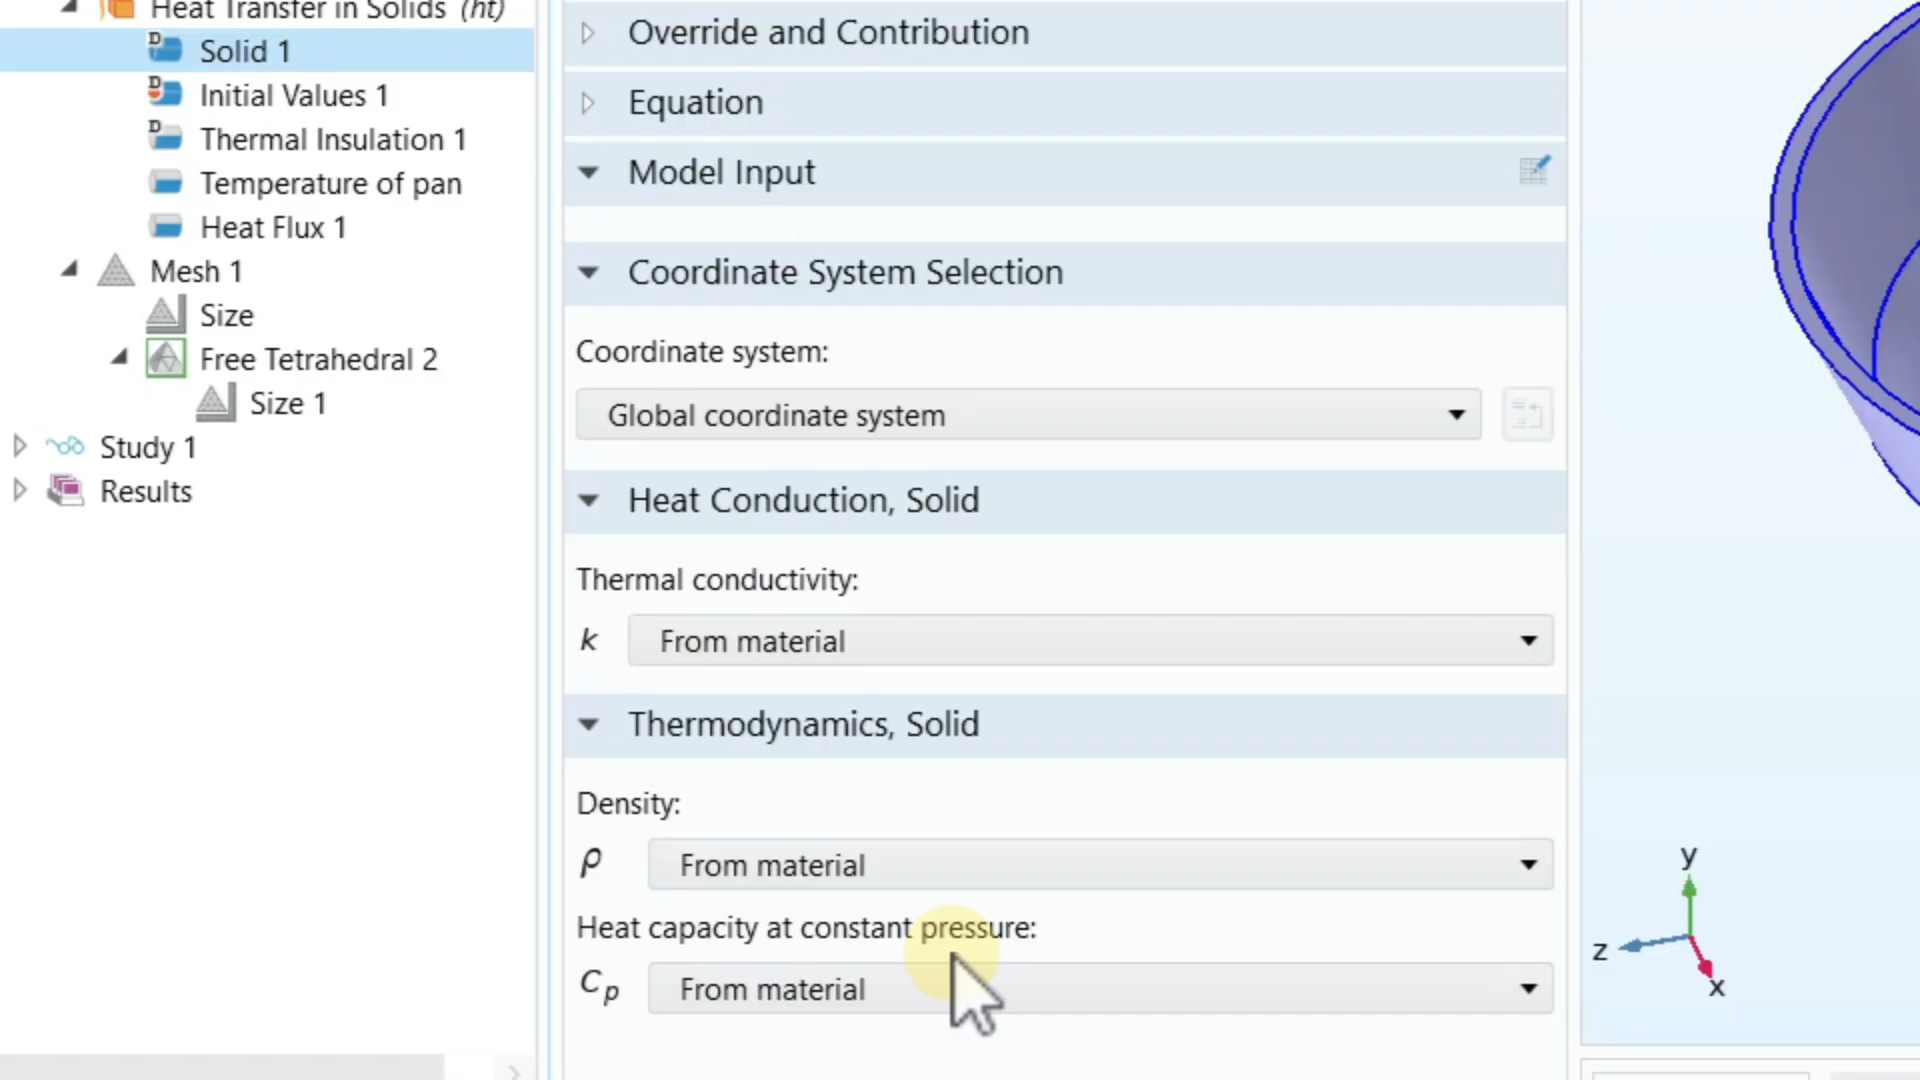 Heat Transfer in Solids (ht)
Solid 1
Initial Values 1
Thermal Insulation 1
Temperature of pan
Heat Flux 1
Mesh 1
Size
Free Tetrahedral 2
Size 1
Study 1
Results
Override and Contribution
Equation
Model Input
Coordinate System Selection
Coordinate system:
Global coordinate system
Heat Conduction, Solid
Thermal conductivity:
k From material
Thermodynamics, Solid
Density:
ρ From material
Heat capacity at constant pressure:
Cp From material
y
z
x